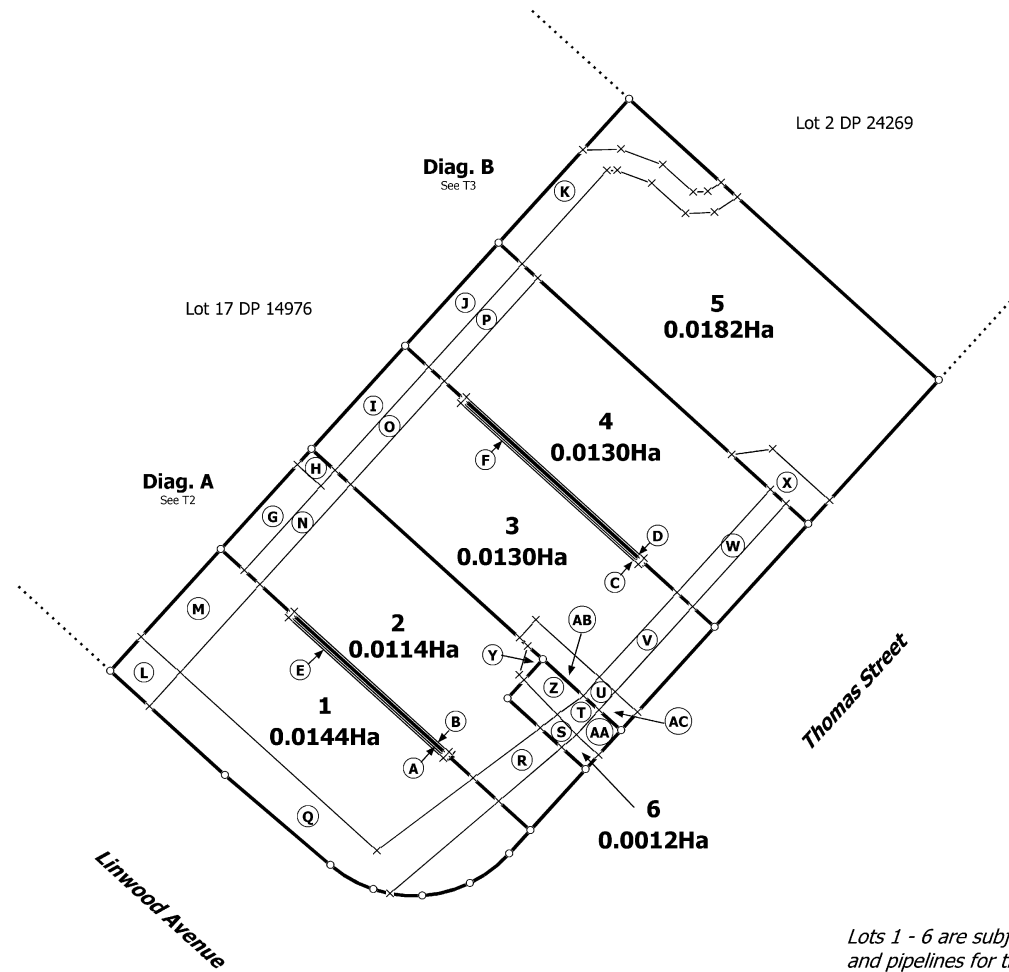 Lot 2 DP 24269
Diag. B
See T3
K
5
0.0182Ha
J
P
Lot 17 DP 14976
I
O
4
0.0130Ha
F
H
Diag. A
See T2
X
G
N
3
0.0130Ha
D
W
C
M
2
0.0114Ha
AB
V
E
Y
L
Z
U
1
0.0144Ha
T
AC
B
S
AA
A
R
Thomas Street
Q
6
0.0012Ha
Linwood Avenue
Lots 1 - 6 are subj
and pipelines for t